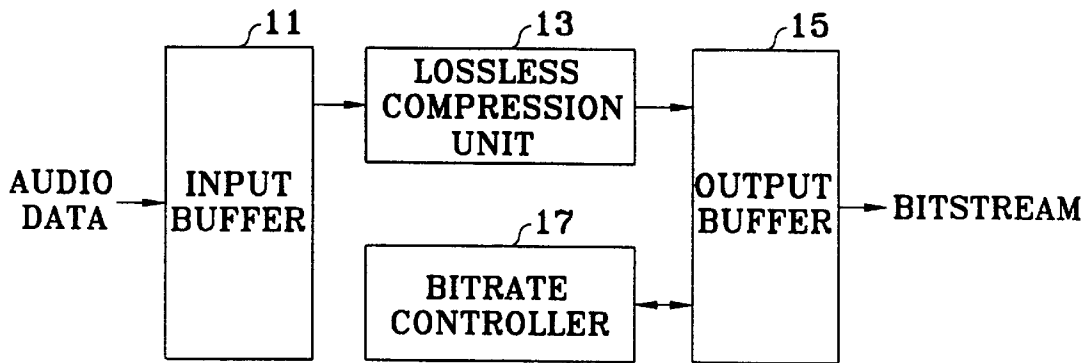 11
13
15
LOSSLESS
COMPRESSION
UNIT
AUDIO
DATA
INPUT
BUFFER
OUTPUT
BUFFER
BITSTREAM
17
BITRATE
CONTROLLER